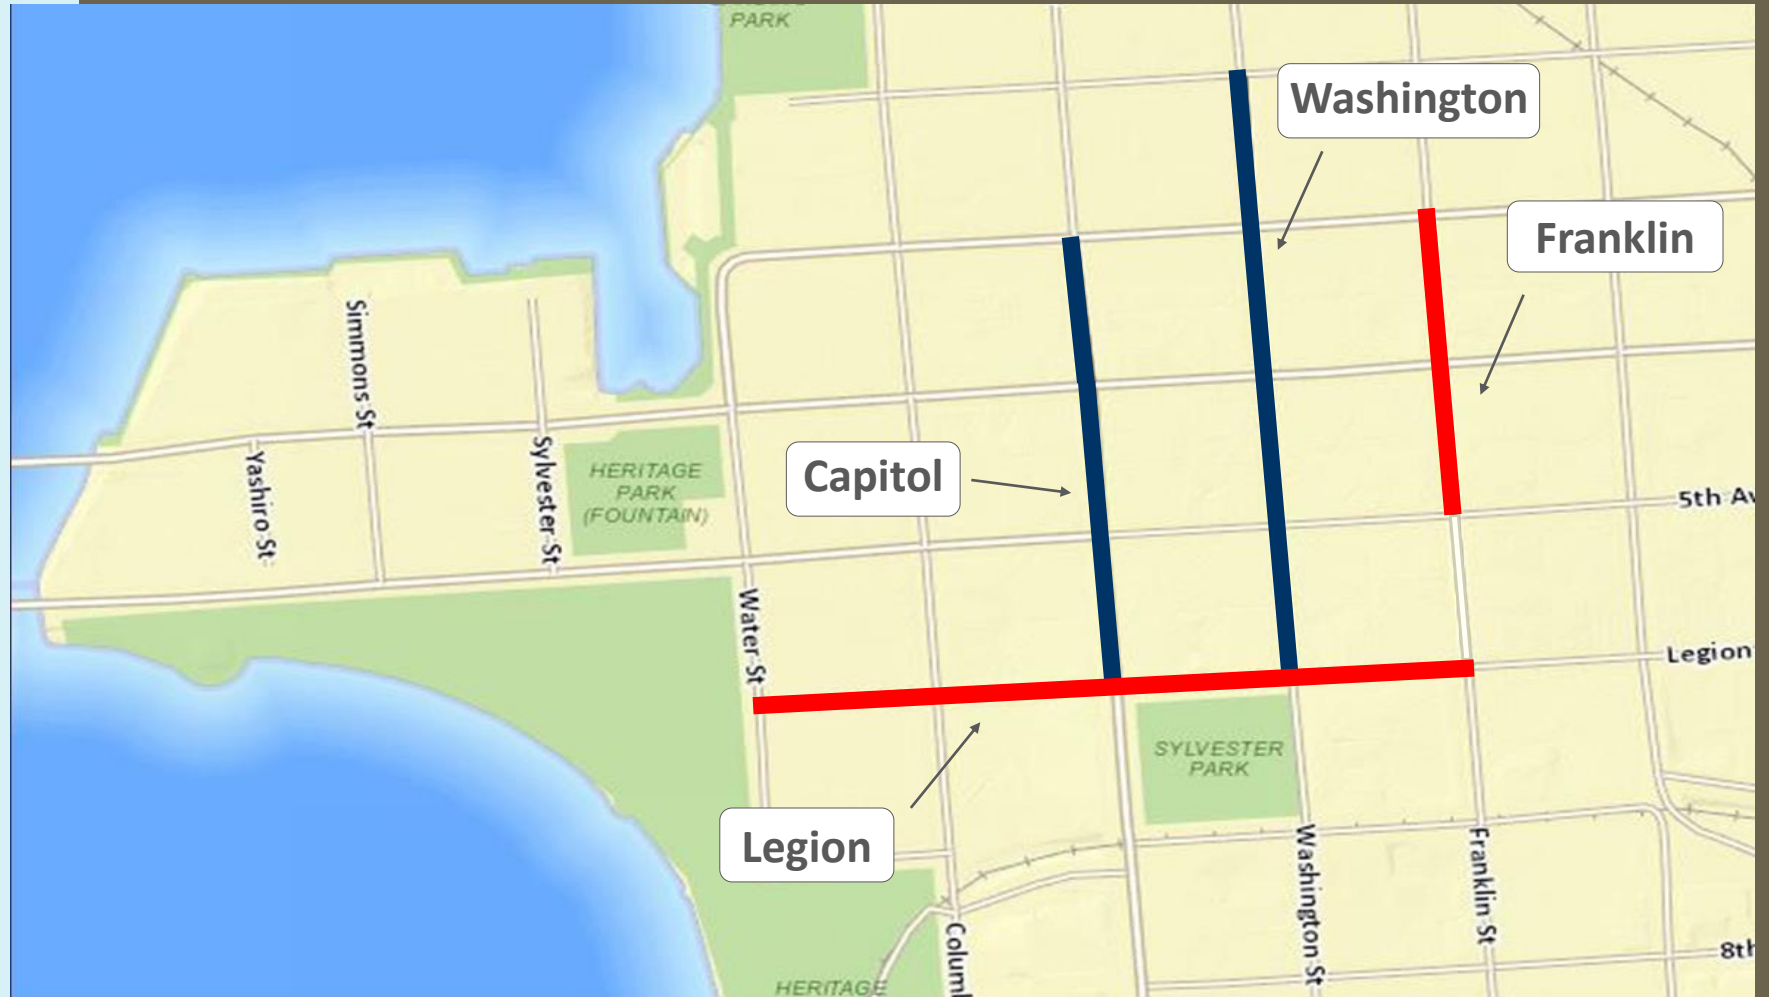 PARK
Washington
Franklin
Simmons St
Capitol
Yashiro St
Sylvester St
HERITAGE
PARK
(FOUNTAIN)
5th Av
Water St
Legion
SYLVESTER
PARK
Legion
Washington St
Franklin St
Columl
8th
HERITAGE